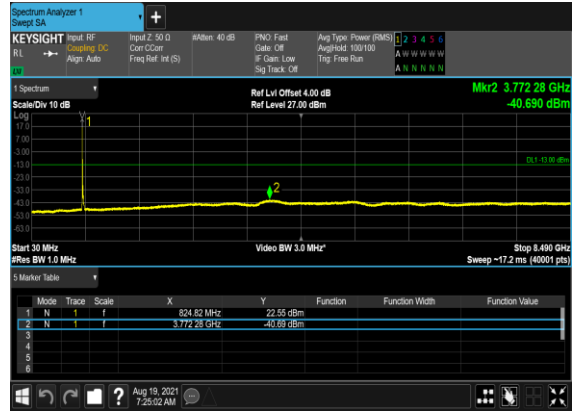 Spectrum Analyzer 1
Swept SA
+
KEYSIGHT Input: RF Input Z: 50 Ω #Atten: 40 dB PNO: Fast Avg Type: Power (RMS) 1 2 3 4 5 6
RL Coupling: DC Corr CCorr Gate: Off Avg|Hold: 100/100 A W W W W W
Align: Auto Freq Ref: Int (S) IF Gain: Low Trig: Free Run
Sig Track: Off A N N N N N
1 Spectrum Ref Lvl Offset 4.00 dB Mkr2 3.772 28 GHz
Scale/Div 10 dB Ref Level 27.00 dBm -40.690 dBm
Log
17.0
7.00
-3.00
-13.0
-23.0
-33.0
-43.0
-53.0
-63.0
1
DL1 -13.00 dBm
2
Start 30 MHz Video BW 3.0 MHz* Stop 8.490 GHz
#Res BW 1.0 MHz Sweep ~17.2 ms (40001 pts)
5 Marker Table
Mode Trace Scale X Y Function Function Width Function Value
1 N 1 f 824.82 MHz 22.55 dBm
2 N 1 f 3.772 28 GHz -40.69 dBm
3
4
5
6
? Aug 19, 2021
7:25:02 AM